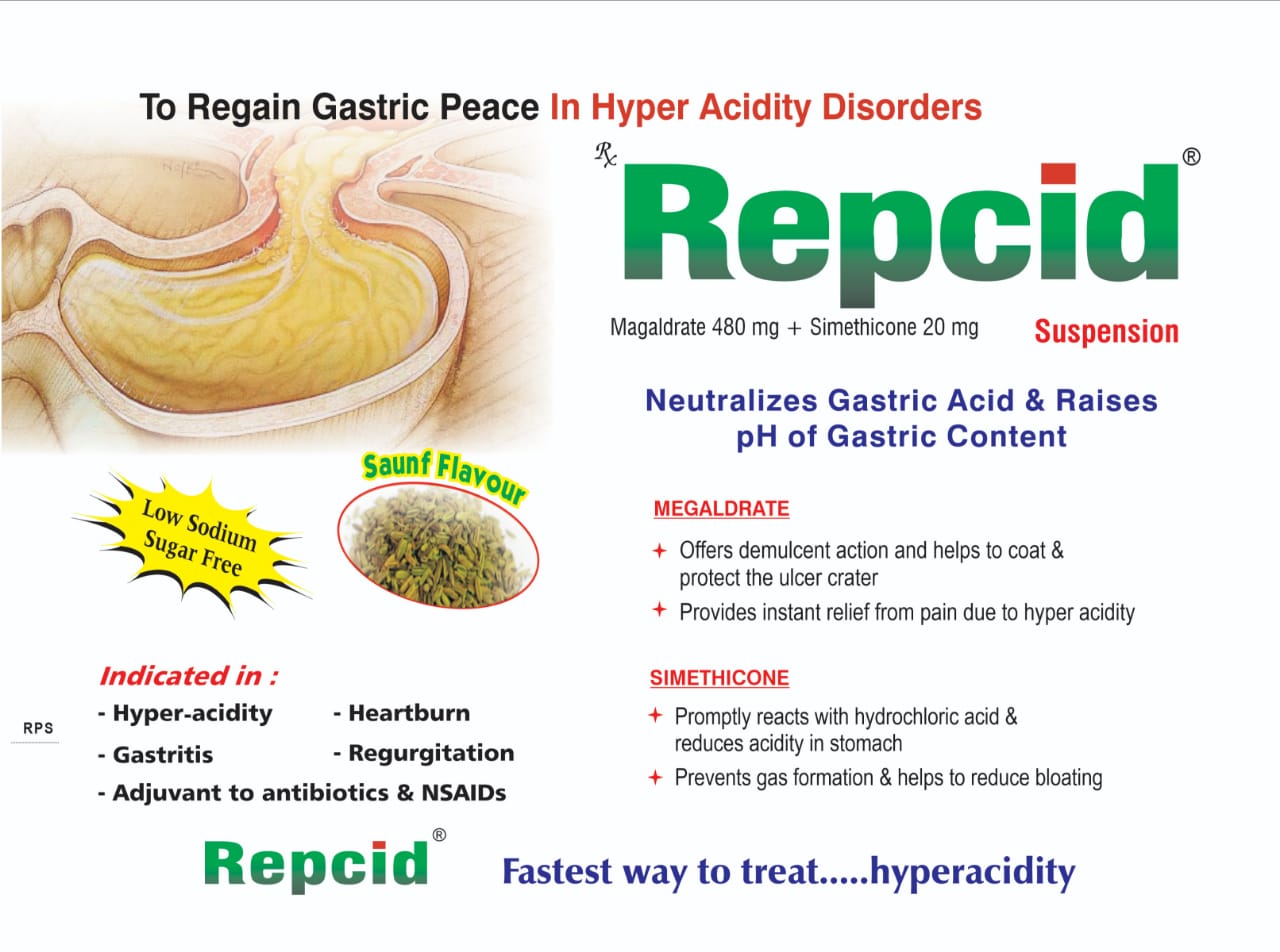 To Regain Gastric Peace In Hyper Acidity Disorders
Rx
Repcid®
Magaldrate 480 mg + Simethicone 20 mg Suspension
Neutralizes Gastric Acid & Raises
pH of Gastric Content
Saunf Flavour
Low Sodium
Sugar Free
MEGALDRATE
Offers demulcent action and helps to coat &
protect the ulcer crater
Provides instant relief from pain due to hyper acidity
SIMETHICONE
Promptly reacts with hydrochloric acid &
reduces acidity in stomach
Prevents gas formation & helps to reduce bloating
Indicated in :
- Hyper-acidity - Heartburn
- Gastritis - Regurgitation
- Adjuvant to antibiotics & NSAIDs
RPS
Repcid® Fastest way to treat.....hyperacidity